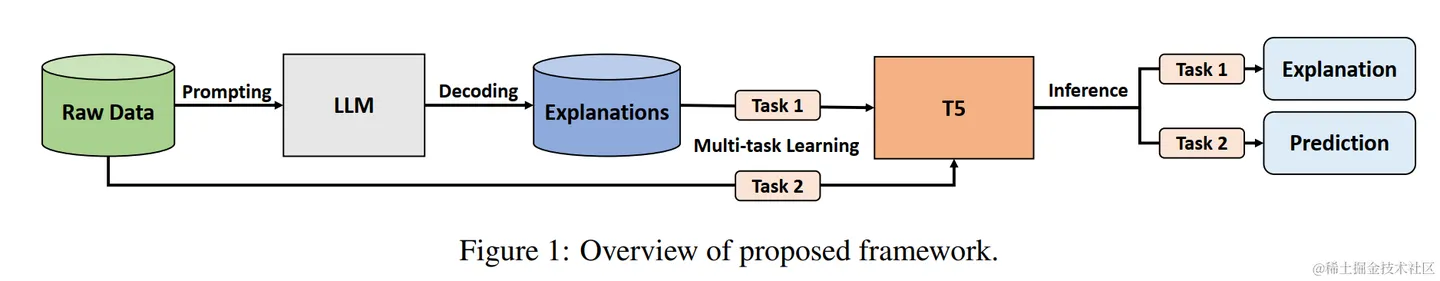 Raw Data
Prompting
LLM
Decoding
Explanations
Task 1
Multi-task Learning
Task 2
T5
Inference
Task 1
Explanation
Task 2
Prediction
Figure 1: Overview of proposed framework.
@稀土掘金技术社区